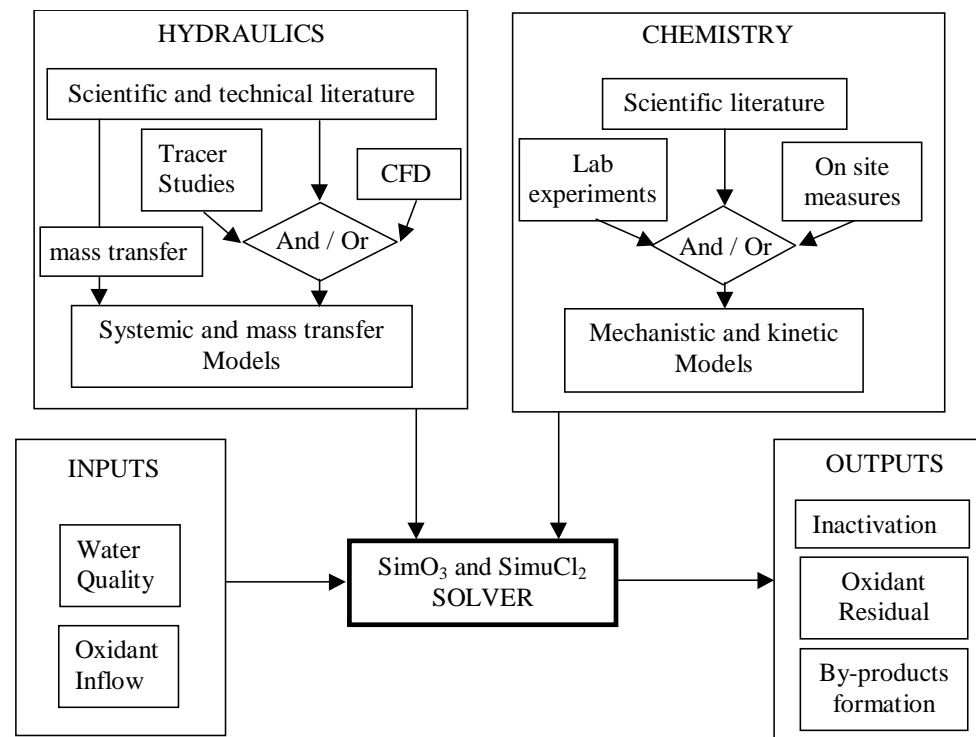 HYDRAULICS
Scientific and technical literature
Tracer
Studies
CFD
And / Or
mass transfer
Systemic and mass transfer
Models
CHEMISTRY
Scientific literature
Lab
experiments
On site
measures
And / Or
Mechanistic and kinetic
Models
INPUTS
Water
Quality
Oxidant
Inflow
SimO₃ and SimuCl₂
SOLVER
OUTPUTS
Inactivation
Oxidant
Residual
By-products
formation